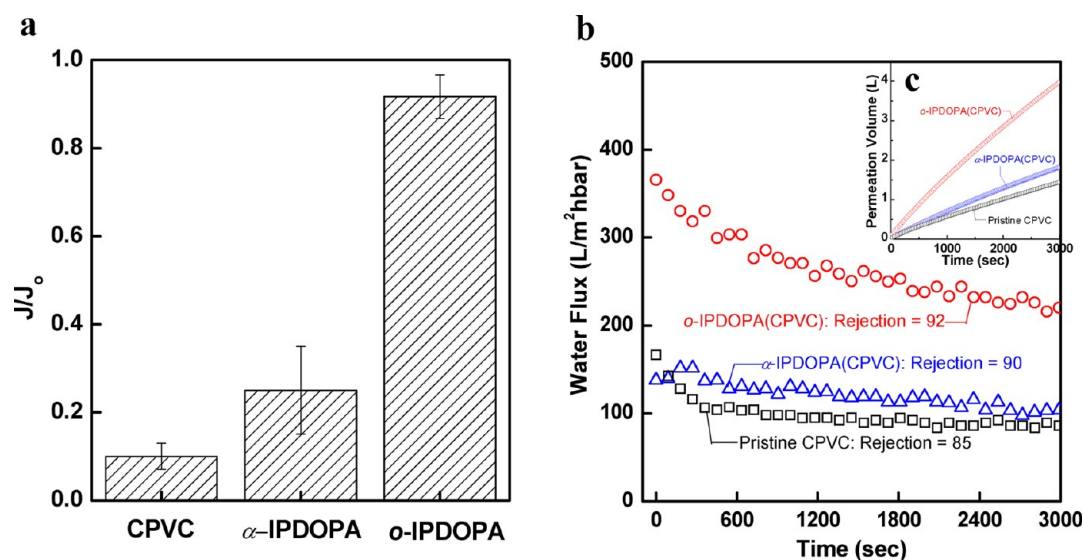 a
1.0
0.8
0.6
0.4
0.2
0.0
J/Jo
CPVC
α–IPDOPA
o-IPDOPA
b
500
400
300
200
100
0
Water Flux (L/m²hbar)
0
600
1200
1800
2400
3000
Time (sec)
o-IPDOPA(CPVC): Rejection = 92
α-IPDOPA(CPVC): Rejection = 90
Pristine CPVC: Rejection = 85
c
4
3
2
1
0
Permeation Volume (L)
o-IPDOPA(CPVC)
α-IPDOPA(CPVC)
Pristine CPVC
0
1000
2000
3000
Time (sec)